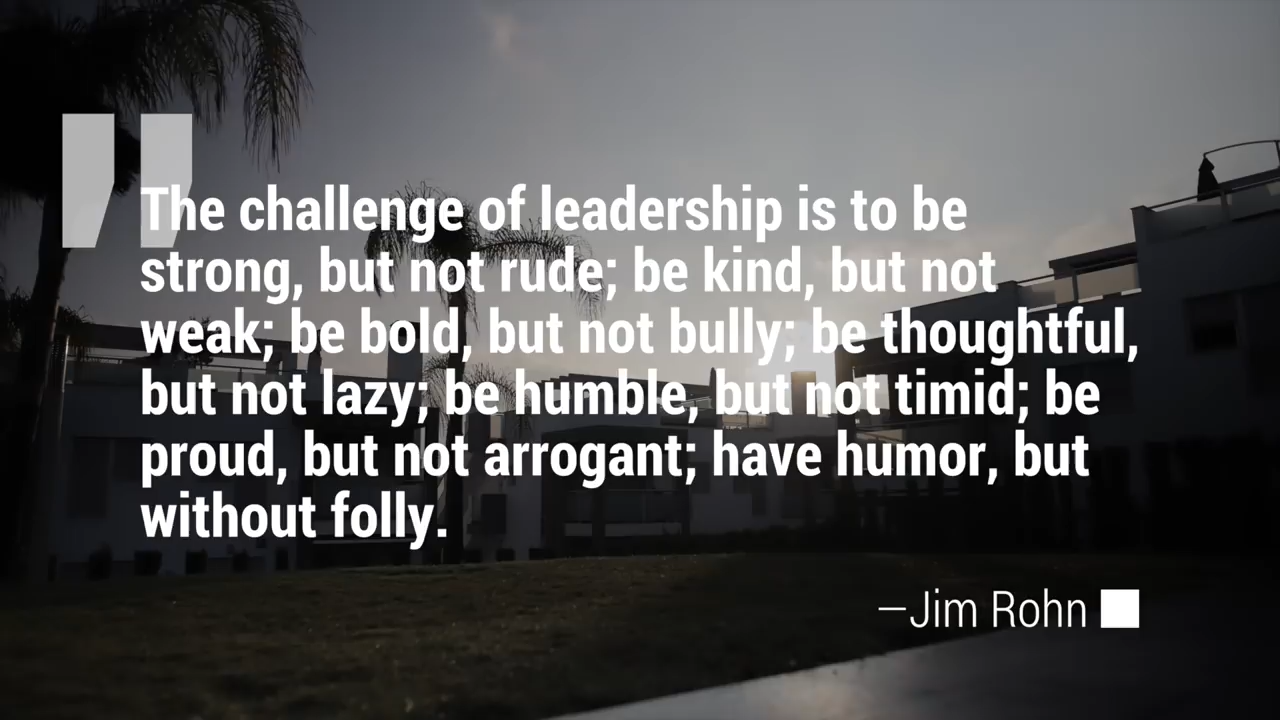 "
The challenge of leadership is to be
strong, but not rude; be kind, but not
weak; be bold, but not bully; be thoughtful,
but not lazy; be humble, but not timid; be
proud, but not arrogant; have humor, but
without folly.
–Jim Rohn